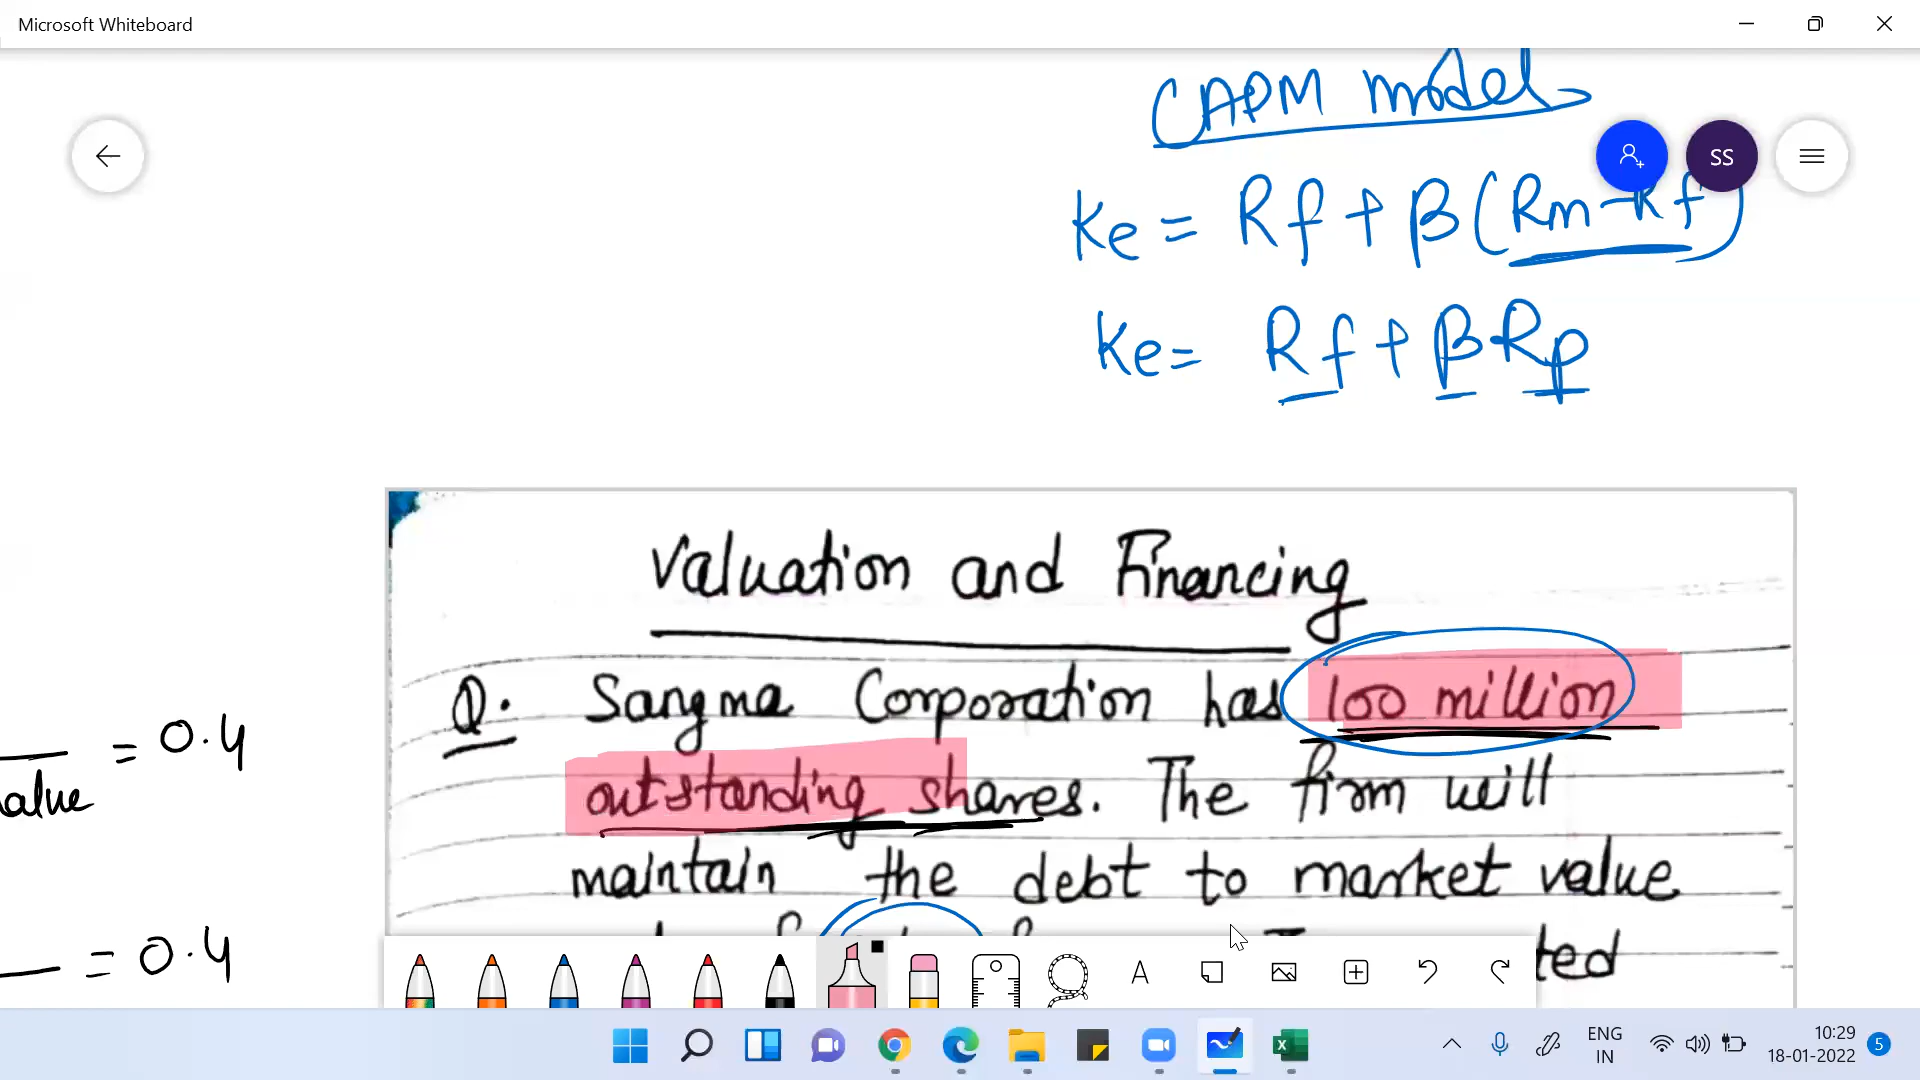 Microsoft Whiteboard
CAPM model
Ke = Rf + β (Rm - Rf)
SS
Ke = Rf + β Rp
Valuation and Financing
Q. Sangma Corporation has 100 million
outstanding shares. The firm will
maintain the debt to market value
ted
= 0.4
alue
= 0.4
A
ENG
IN
10:29
18-01-2022
5